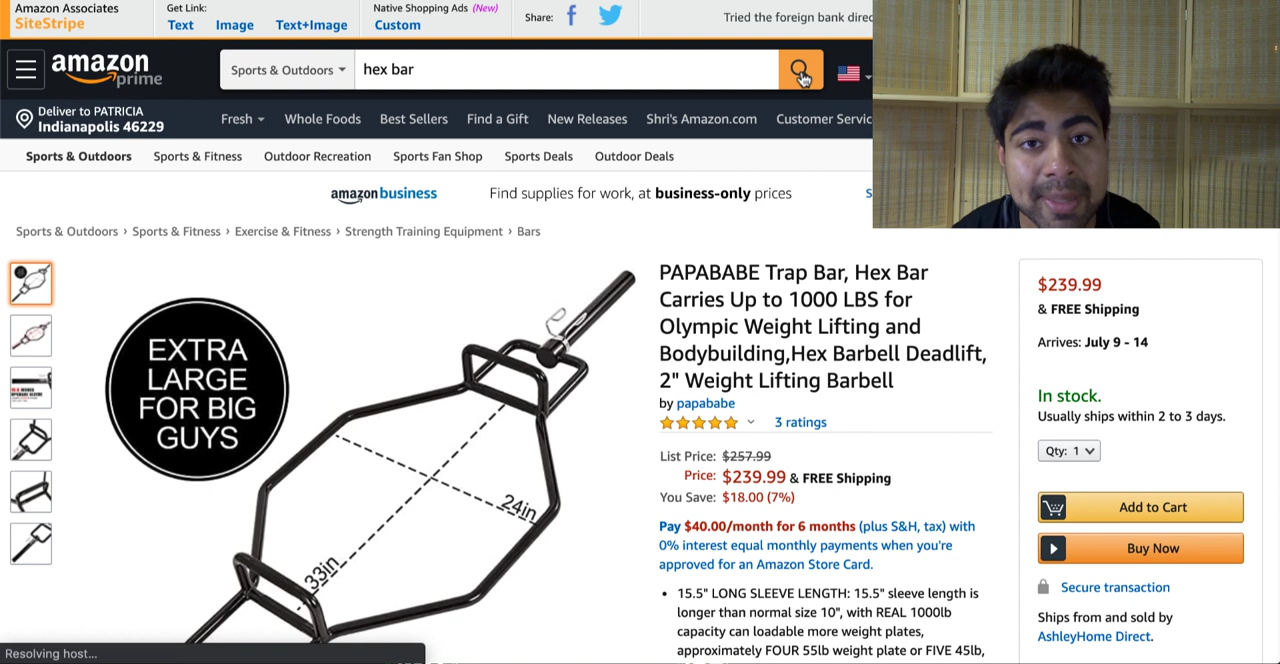 Amazon Associates
SiteStripe
Get Link:
Text Image Text+Image
Native Shopping Ads (New)
Custom
Share:
Tried the foreign bank
amazon
prime
Sports & Outdoors
hex bar
Deliver to PATRICIA
Indianapolis 46229
Fresh Whole Foods Best Sellers Find a Gift New Releases Shri's Amazon.com Customer
Sports & Outdoors Sports & Fitness Outdoor Recreation Sports Fan Shop Sports Deals Outdoor Deals
amazon business Find supplies for work, at business-only prices
Sports & Outdoors › Sports & Fitness › Exercise & Fitness › Strength Training Equipment › Bars
EXTRA
LARGE
FOR BIG
GUYS
24in
33in
PAPABABE Trap Bar, Hex Bar
Carries Up to 1000 LBS for
Olympic Weight Lifting and
Bodybuilding,Hex Barbell Deadlift,
2" Weight Lifting Barbell
by papababe
3 ratings
List Price: $257.99
Price: $239.99 & FREE Shipping
You Save: $18.00 (7%)
Pay $40.00/month for 6 months (plus S&H, tax) with
0% interest equal monthly payments when you're
approved for an Amazon Store Card.
• 15.5" LONG SLEEVE LENGTH: 15.5" sleeve length is
longer than normal size 10", with REAL 1000lb
capacity can loadable more weight plates,
approximately FOUR 55lb weight plate or FIVE 45lb,
$239.99
& FREE Shipping
Arrives: July 9 - 14
In stock.
Usually ships within 2 to 3 days.
Qty: 1
Add to Cart
Buy Now
Secure transaction
Ships from and sold by
AshleyHome Direct.
Resolving host...